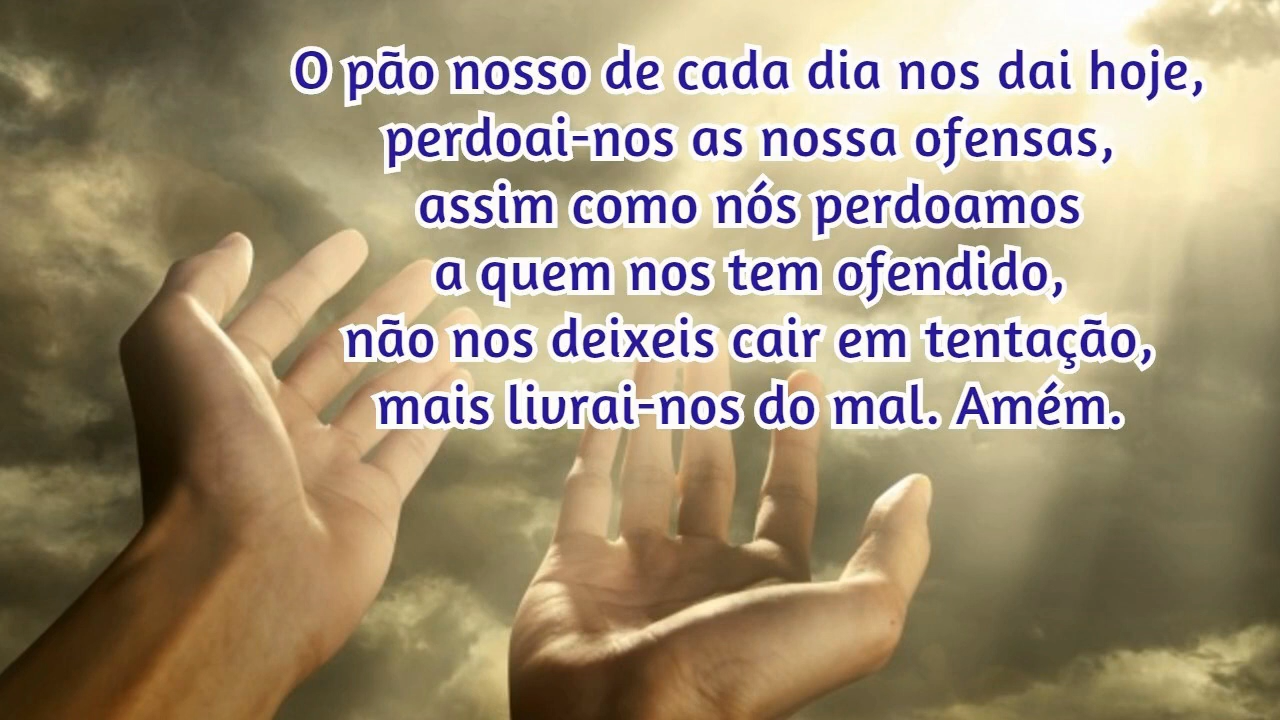 O pão nosso de cada dia nos dai hoje,
perdoai-nos as nossa ofensas,
assim como nós perdoamos
a quem nos tem ofendido,
não nos deixeis cair em tentação,
mais livrai-nos do mal. Amém.